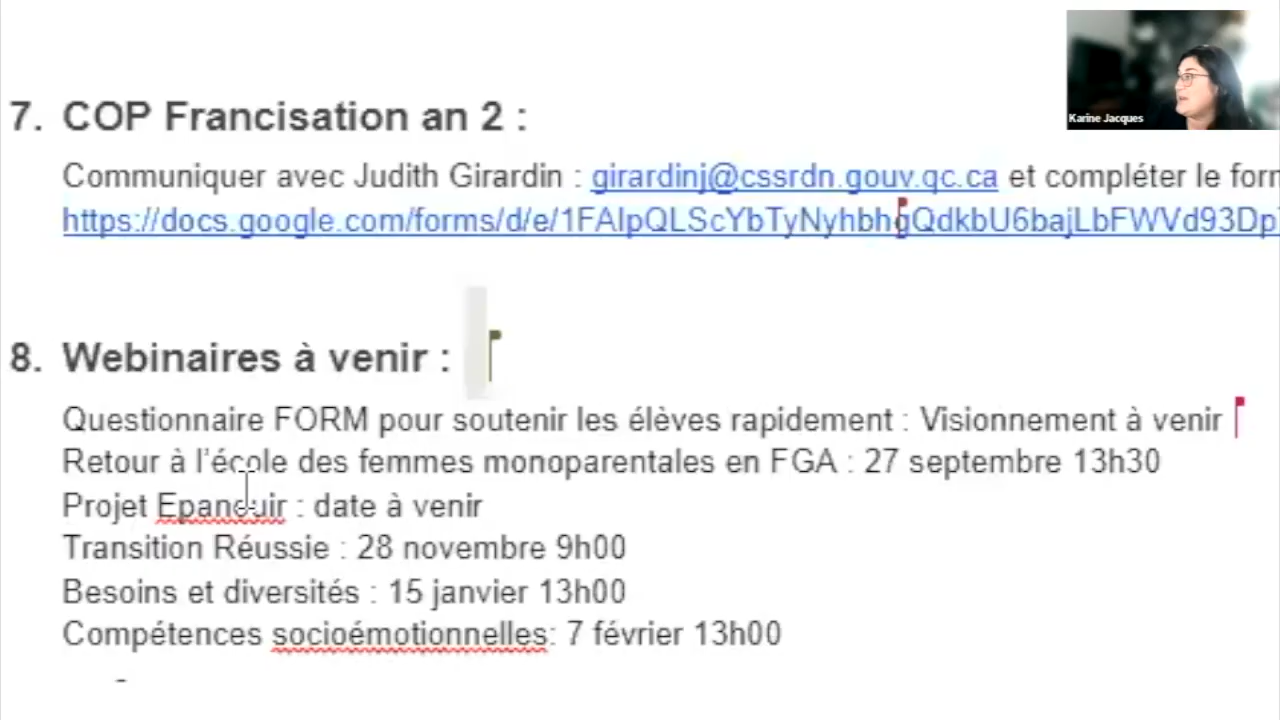 Karine Jacques
7. COP Francisation an 2 :
Communiquer avec Judith Girardin : girardinj@cssrdn.gouv.qc.ca et compléter le forn
https://docs.google.com/forms/d/e/1FAIpQLScYbTyNyhbhgQdkbU6bajLbFWVd93Dp
8. Webinaires à venir :
Questionnaire FORM pour soutenir les élèves rapidement : Visionnement à venir
Retour à l'école des femmes monoparentales en FGA : 27 septembre 13h30
Projet Epanouir : date à venir
Transition Réussie : 28 novembre 9h00
Besoins et diversités : 15 janvier 13h00
Compétences socioémotionnelles: 7 février 13h00
-